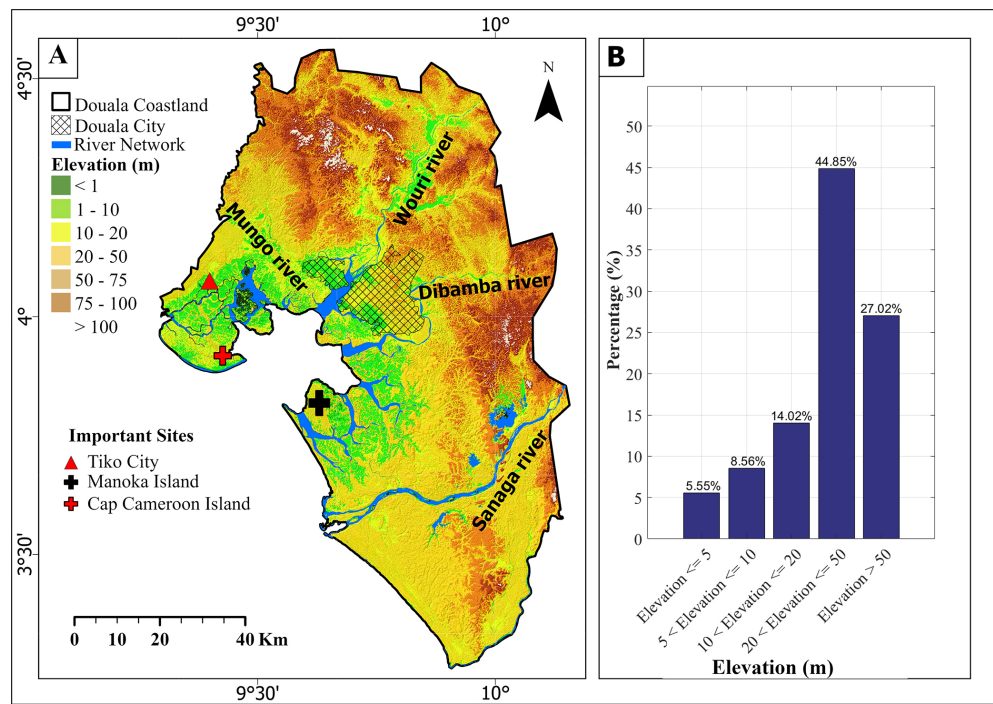 A
9°30'
10°
4°30'
4°
3°30'
N
Douala Coastland
Douala City
River Network
Elevation (m)
< 1
1 - 10
10 - 20
20 - 50
50 - 75
75 - 100
> 100
Mungo river
Wouri river
Dibamba river
Sanaga river
Important Sites
Tiko City
Manoka Island
Cap Cameroon Island
0 10 20 40 Km
9°30'
10°
B
Percentage (%)
50
45
40
35
30
25
20
15
10
5
0
5.55%
8.56%
14.02%
44.85%
27.02%
Elevation <= 5
5 < Elevation <= 10
10 < Elevation <= 20
20 < Elevation <= 50
Elevation > 50
Elevation (m)